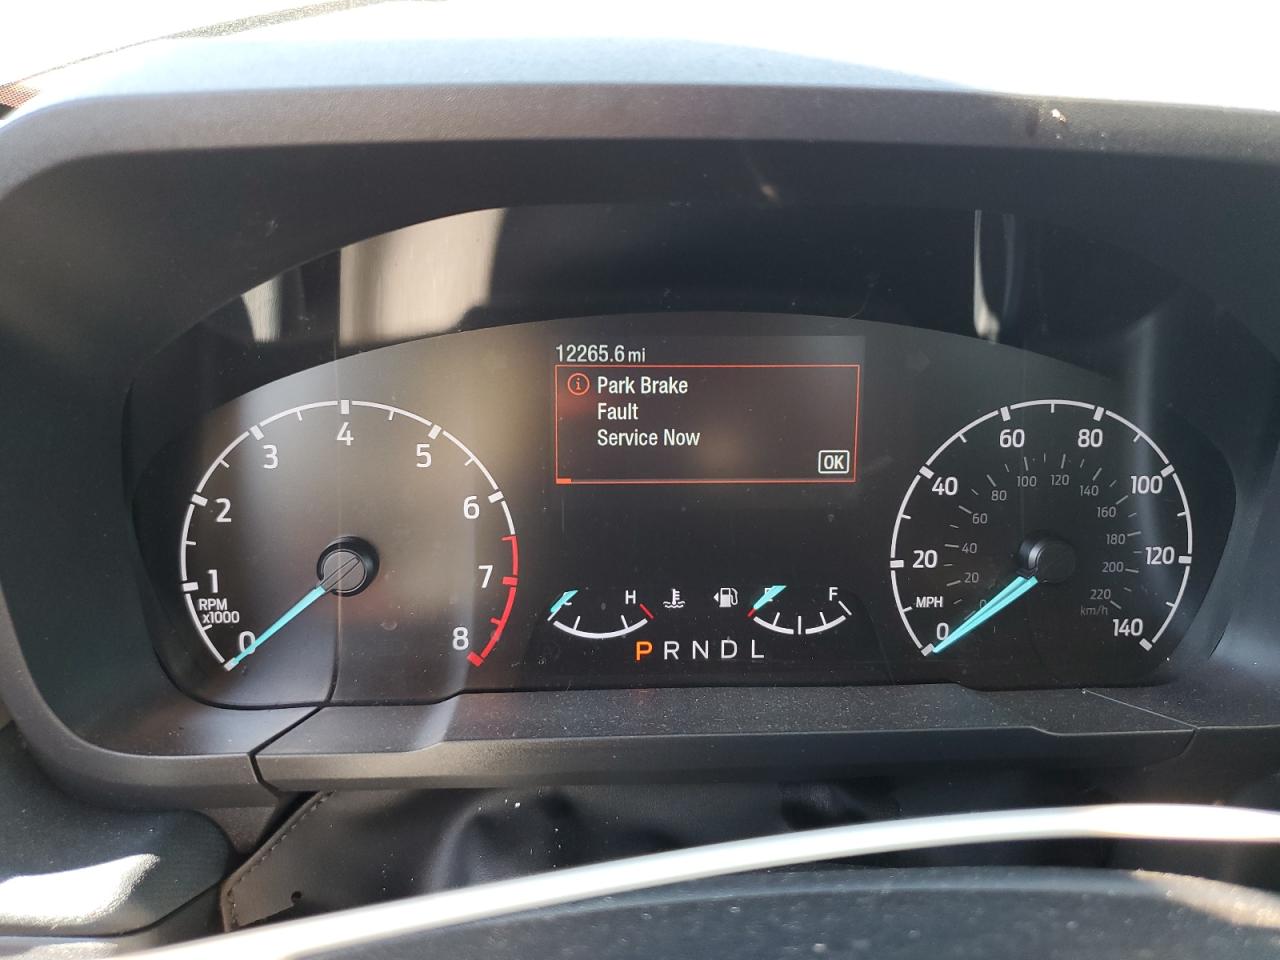 12265.6 mi
i Park Brake
Fault
Service Now
OK
0 1 2 3 4 5 6 7 8
RPM
x1000
H
E F
P R N D L
0 20 40 60 80 100 120 140
MPH
0 20 40 60 80 100 120 140 160 180 200 220
km/h